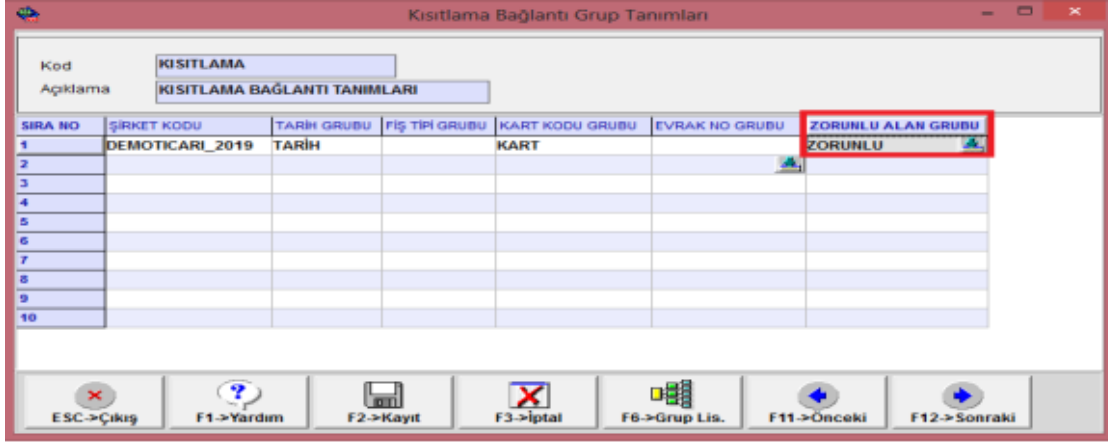 Kısıtlama Bağlantı Grup Tanımları
Kod KISITLAMA
Açıklama KISITLAMA BAĞLANTI TANIMLARI
SIRA NO ŞİRKET KODU TARİH GRUBU FİŞ TİPİ GRUBU KART KODU GRUBU EVRAK NO GRUBU ZORUNLU ALAN GRUBU
1 DEMOTICARI_2019 TARİH KART ZORUNLU
2
3
4
5
6
7
8
9
10
ESC->Çıkış F1->Yardım F2->Kayıt F3->İptal F6->Grup Lis. F11->Önceki F12->Sonraki